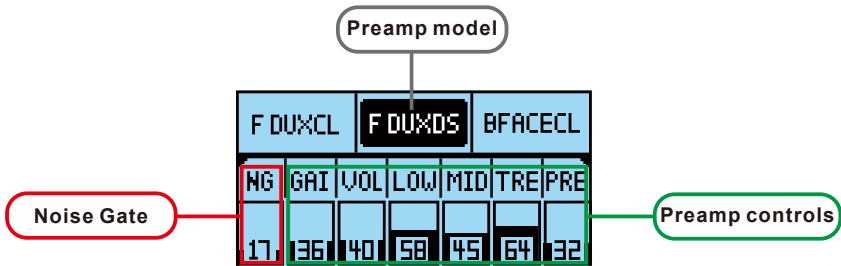 Preamp model
F DUXCL F DUXDS BFACECL
NG GAI VOL LOW MID TRE PRE
Noise Gate
Preamp controls
17 36 40 58 45 64 32